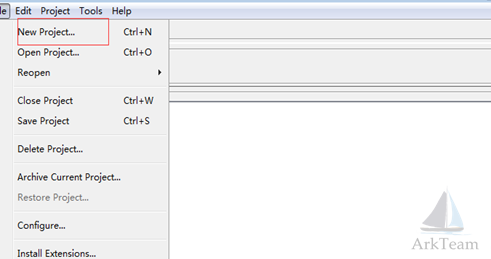 le Edit Project Tools Help
New Project... Ctrl+N
Open Project... Ctrl+O
Reopen
Close Project Ctrl+W
Save Project Ctrl+S
Delete Project...
Archive Current Project...
Restore Project...
Configure...
Install Extensions...
ArkTeam